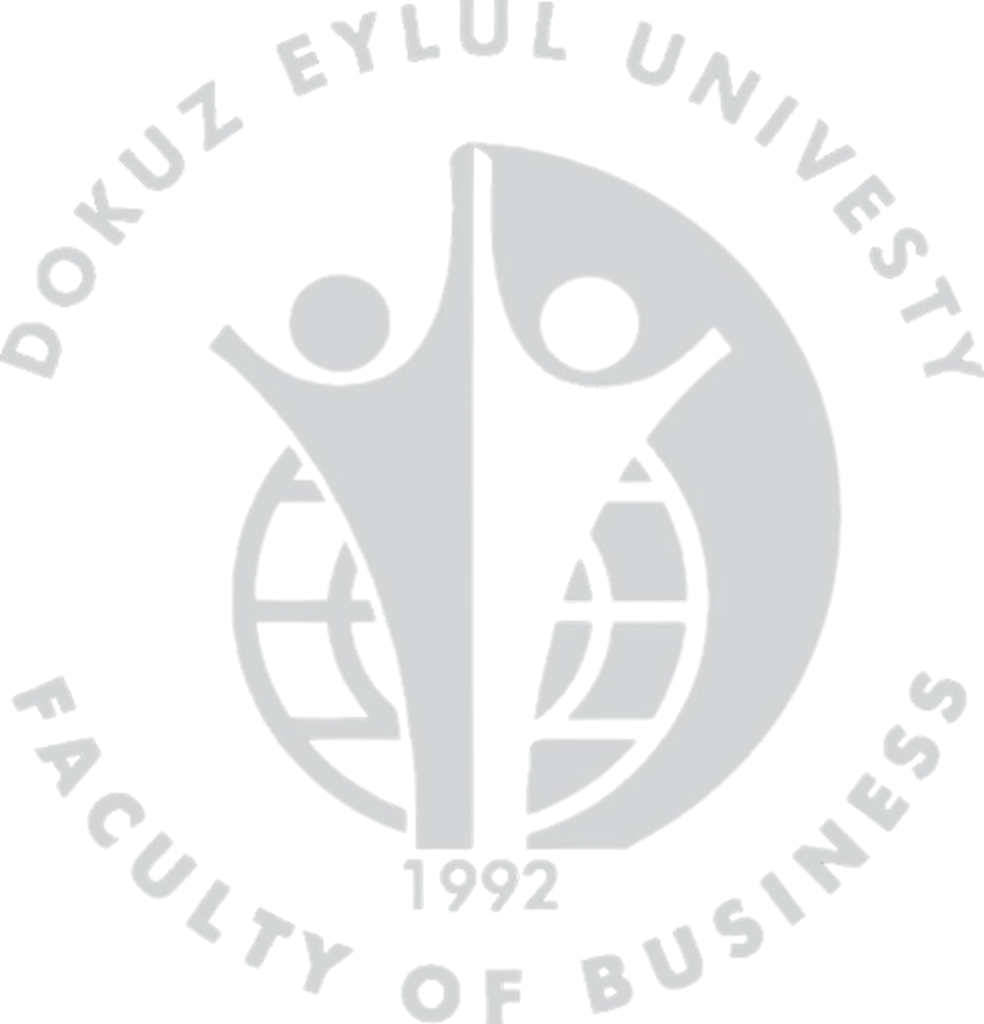 DOKUZ EYLUL UNIVESTY
1992
FACULTY OF BUSINESS